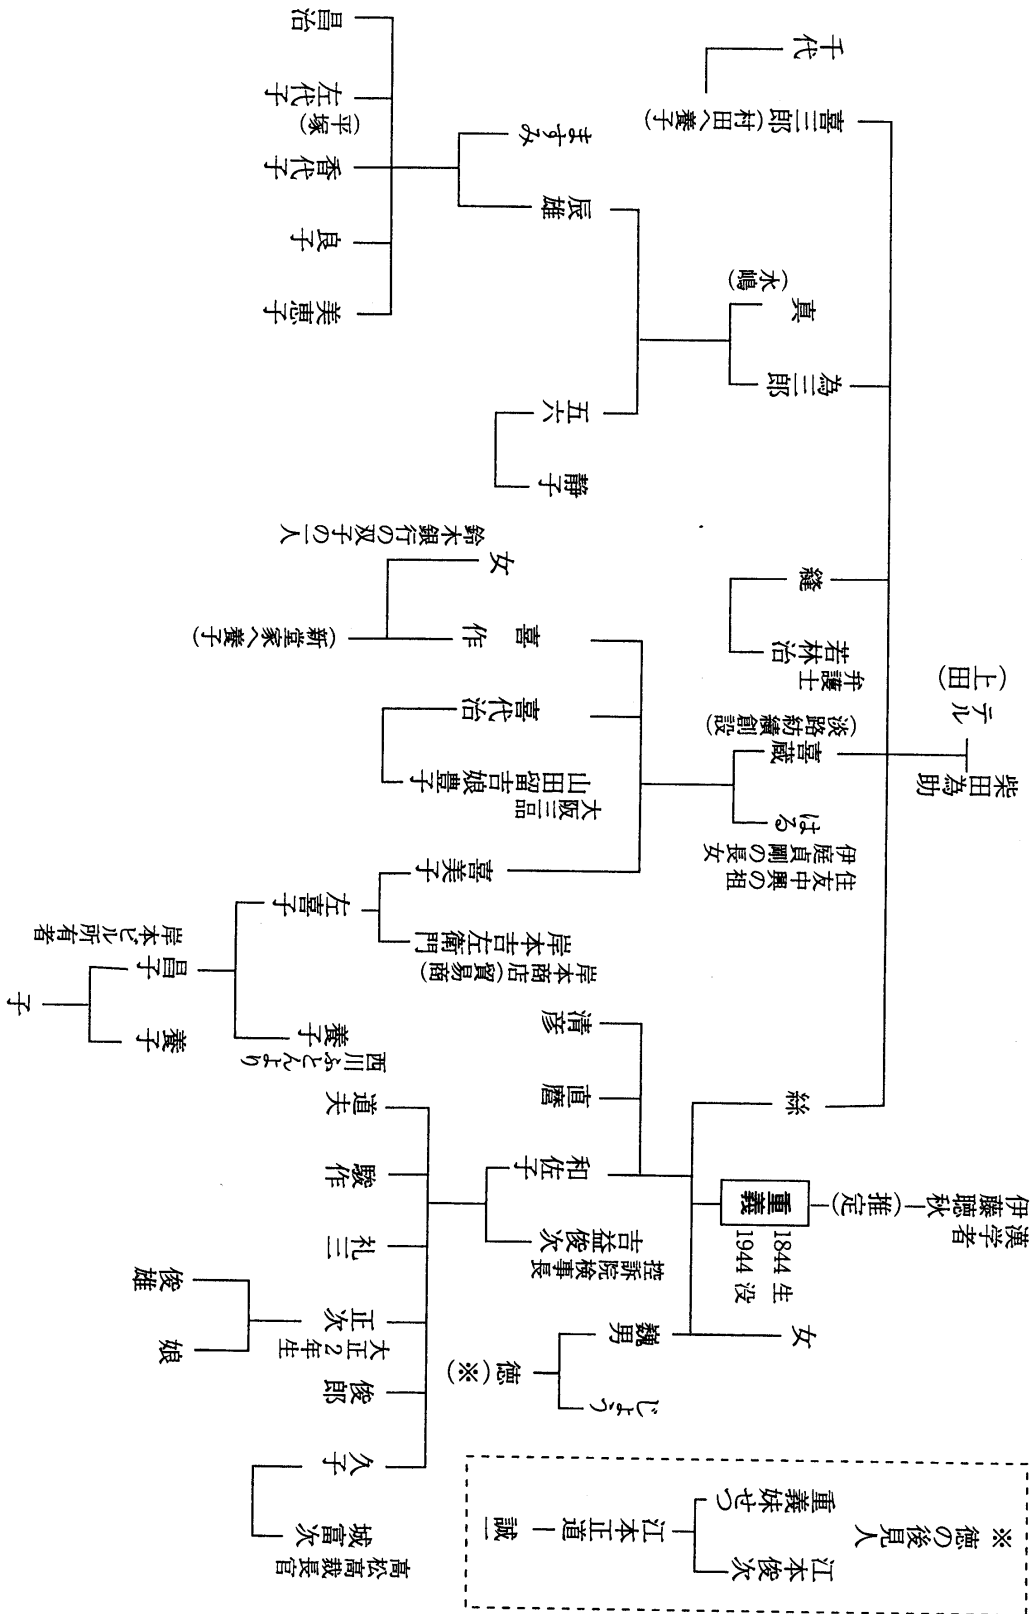 漢学者
伊藤聴秋
(推定)
重義
1844 生
1944 没
女
柴田為助
テル
(上田)
絲
喜蔵
(淡路紡績創設)
はる
伊庭貞剛の長女
住友中興の祖
縫
若林治
弁護士
為三郎
真
(水嶋)
喜三郎(村田へ養子)
千代
魏男
じょう
徳(※)
清彦
直麿
和佐子
吉益俊次
控訴院検事長
道夫
駿作
礼三
正次
大正2年生
俊郎
久子
俊雄
娘
城富次
高松高裁長官
喜美子
岸本吉左衛門
岸本商店(貿易商)
喜代治
山田留吉娘豊子
大阪三品
喜作
(新堂家へ養子)
女
鈴木銀行の双子の一人
左喜子
養子
西川ふとんより
昌子
岸本ビル所有者
養子
子
辰雄
ますみ
五六
静子
昌治
左代子
(平塚)
香代子
良子
美恵子
※徳の後見人
重義妹せつ
江本俊次
江本正道
誠一